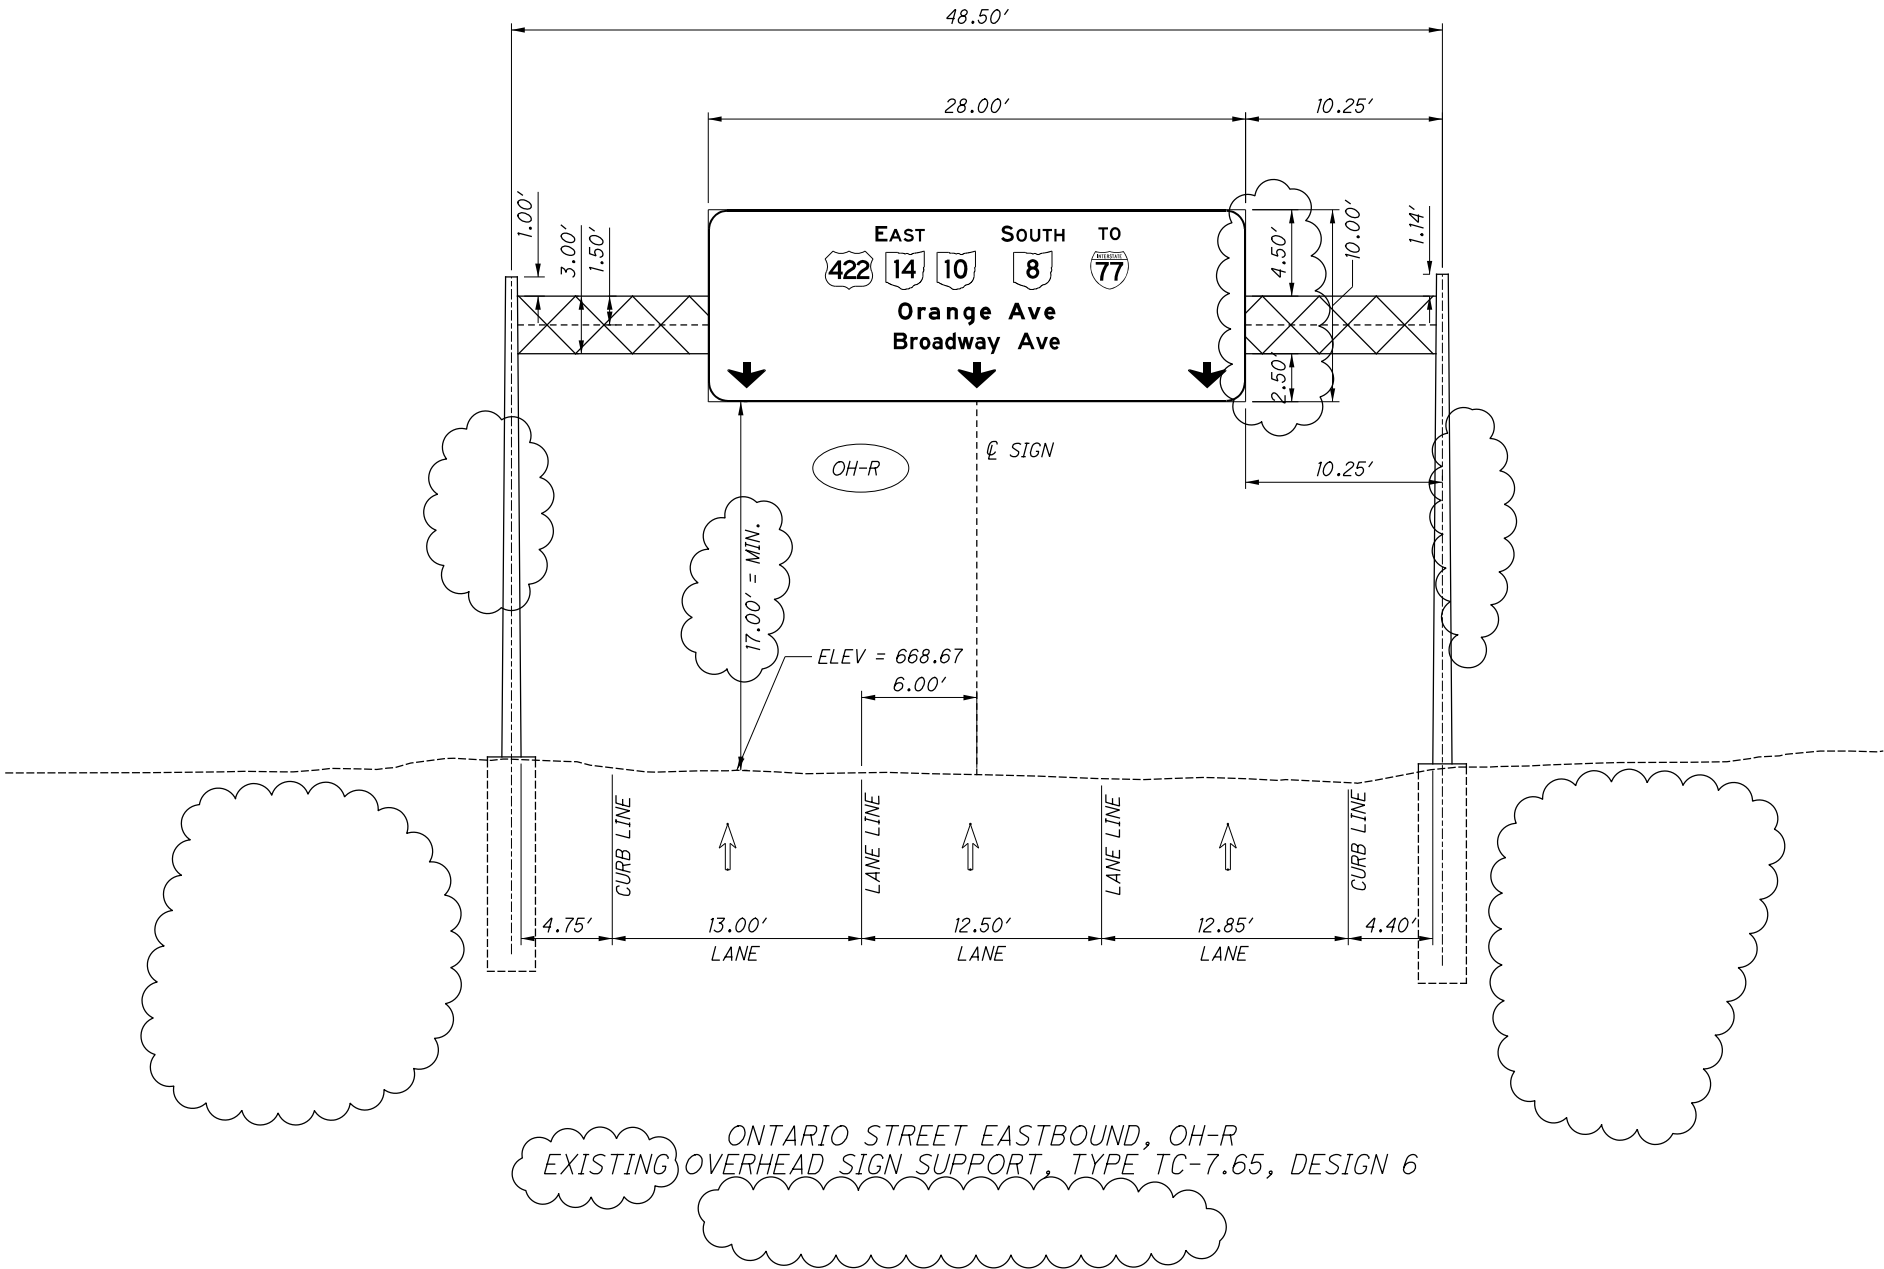 48.50'
28.00'
10.25'
1.00'
3.00'
1.50'
EAST SOUTH TO
422 14 10 8 INTERSTATE 77
Orange Ave
Broadway Ave
4.50'
10.00'
1.14'
2.50'
℄ SIGN
OH-R
10.25'
17.00' = MIN.
ELEV = 668.67
6.00'
CURB LINE
LANE LINE
LANE LINE
CURB LINE
4.75' 13.00' 12.50' 12.85' 4.40'
LANE LANE LANE
ONTARIO STREET EASTBOUND, OH-R
EXISTING OVERHEAD SIGN SUPPORT, TYPE TC-7.65, DESIGN 6